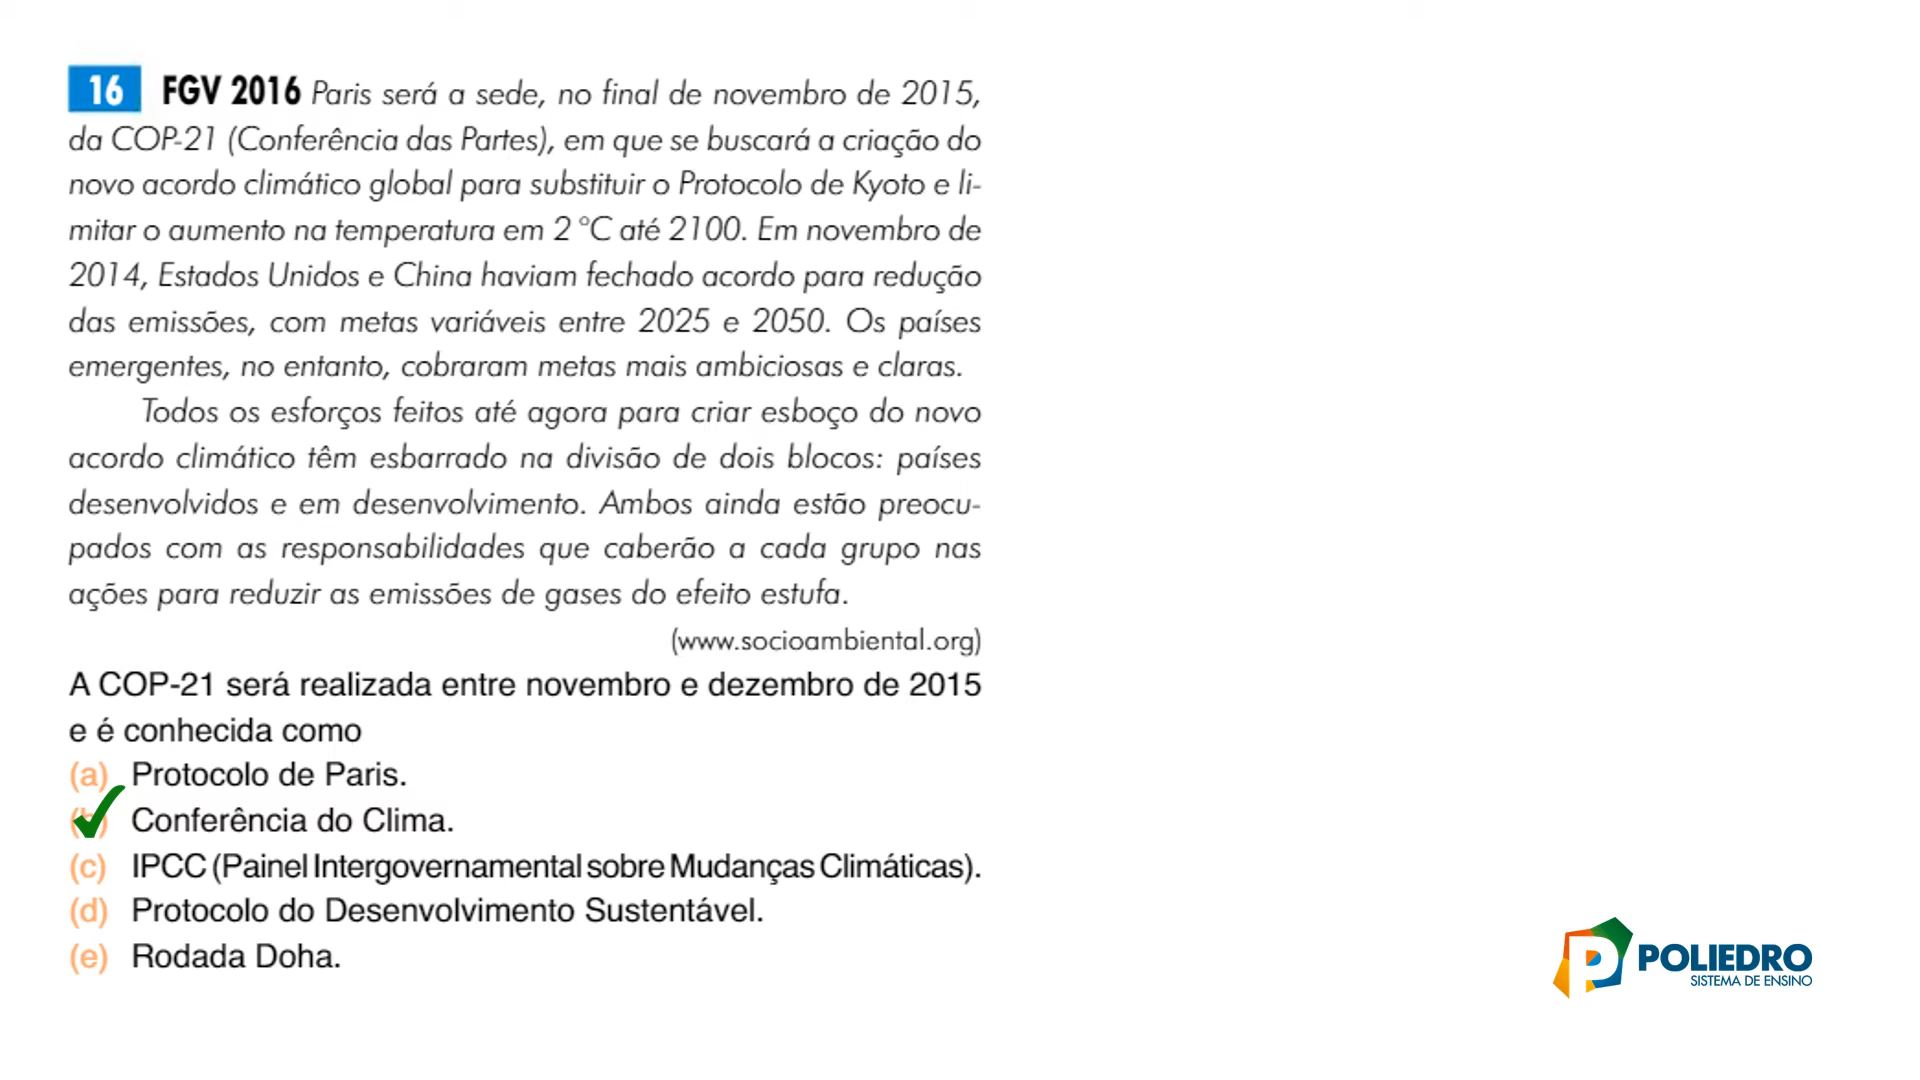 16 FGV 2016 Paris será a sede, no final de novembro de 2015,
da COP-21 (Conferência das Partes), em que se buscará a criação do
novo acordo climático global para substituir o Protocolo de Kyoto e li-
mitar o aumento na temperatura em 2 °C até 2100. Em novembro de
2014, Estados Unidos e China haviam fechado acordo para redução
das emissões, com metas variáveis entre 2025 e 2050. Os países
emergentes, no entanto, cobraram metas mais ambiciosas e claras.
Todos os esforços feitos até agora para criar esboço do novo
acordo climático têm esbarrado na divisão de dois blocos: países
desenvolvidos e em desenvolvimento. Ambos ainda estão preocu-
pados com as responsabilidades que caberão a cada grupo nas
ações para reduzir as emissões de gases do efeito estufa.
(www.socioambiental.org)
A COP-21 será realizada entre novembro e dezembro de 2015
e é conhecida como
(a) Protocolo de Paris.
(b) Conferência do Clima.
(c) IPCC (Painel Intergovernamental sobre Mudanças Climáticas).
(d) Protocolo do Desenvolvimento Sustentável.
(e) Rodada Doha.
POLIEDRO
SISTEMA DE ENSINO